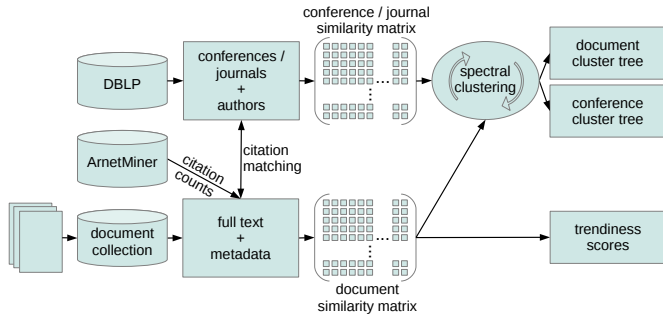 conference / journal
similarity matrix
DBLP
conferences /
journals
+
authors
spectral
clustering
document
cluster tree
conference
cluster tree
ArnetMiner
citation
counts
citation
matching
document
collection
full text
+
metadata
document
similarity matrix
trendiness
scores